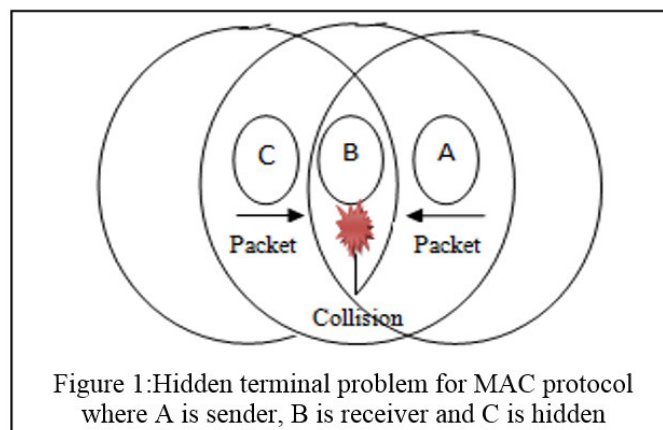 C B A
Packet Packet
Collision
Figure 1:Hidden terminal problem for MAC protocol
where A is sender, B is receiver and C is hidden